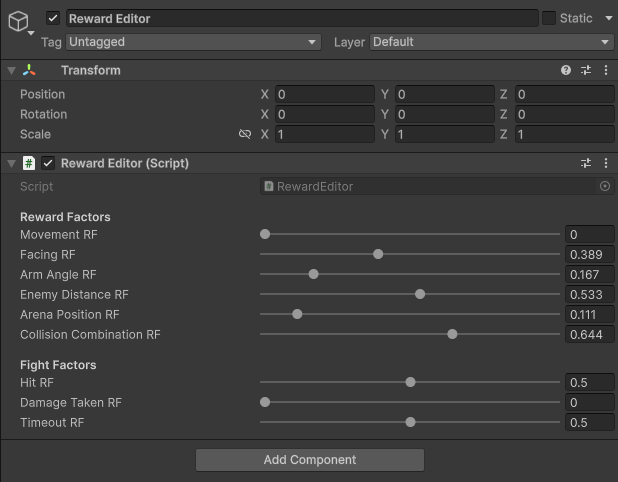 Reward Editor Static
Tag Untagged Layer Default
Transform
Position X 0 Y 0 Z 0
Rotation X 0 Y 0 Z 0
Scale X 1 Y 1 Z 1
# Reward Editor (Script)
Script # RewardEditor
Reward Factors
Movement RF 0
Facing RF 0.389
Arm Angle RF 0.167
Enemy Distance RF 0.533
Arena Position RF 0.111
Collision Combination RF 0.644
Fight Factors
Hit RF 0.5
Damage Taken RF 0
Timeout RF 0.5
Add Component